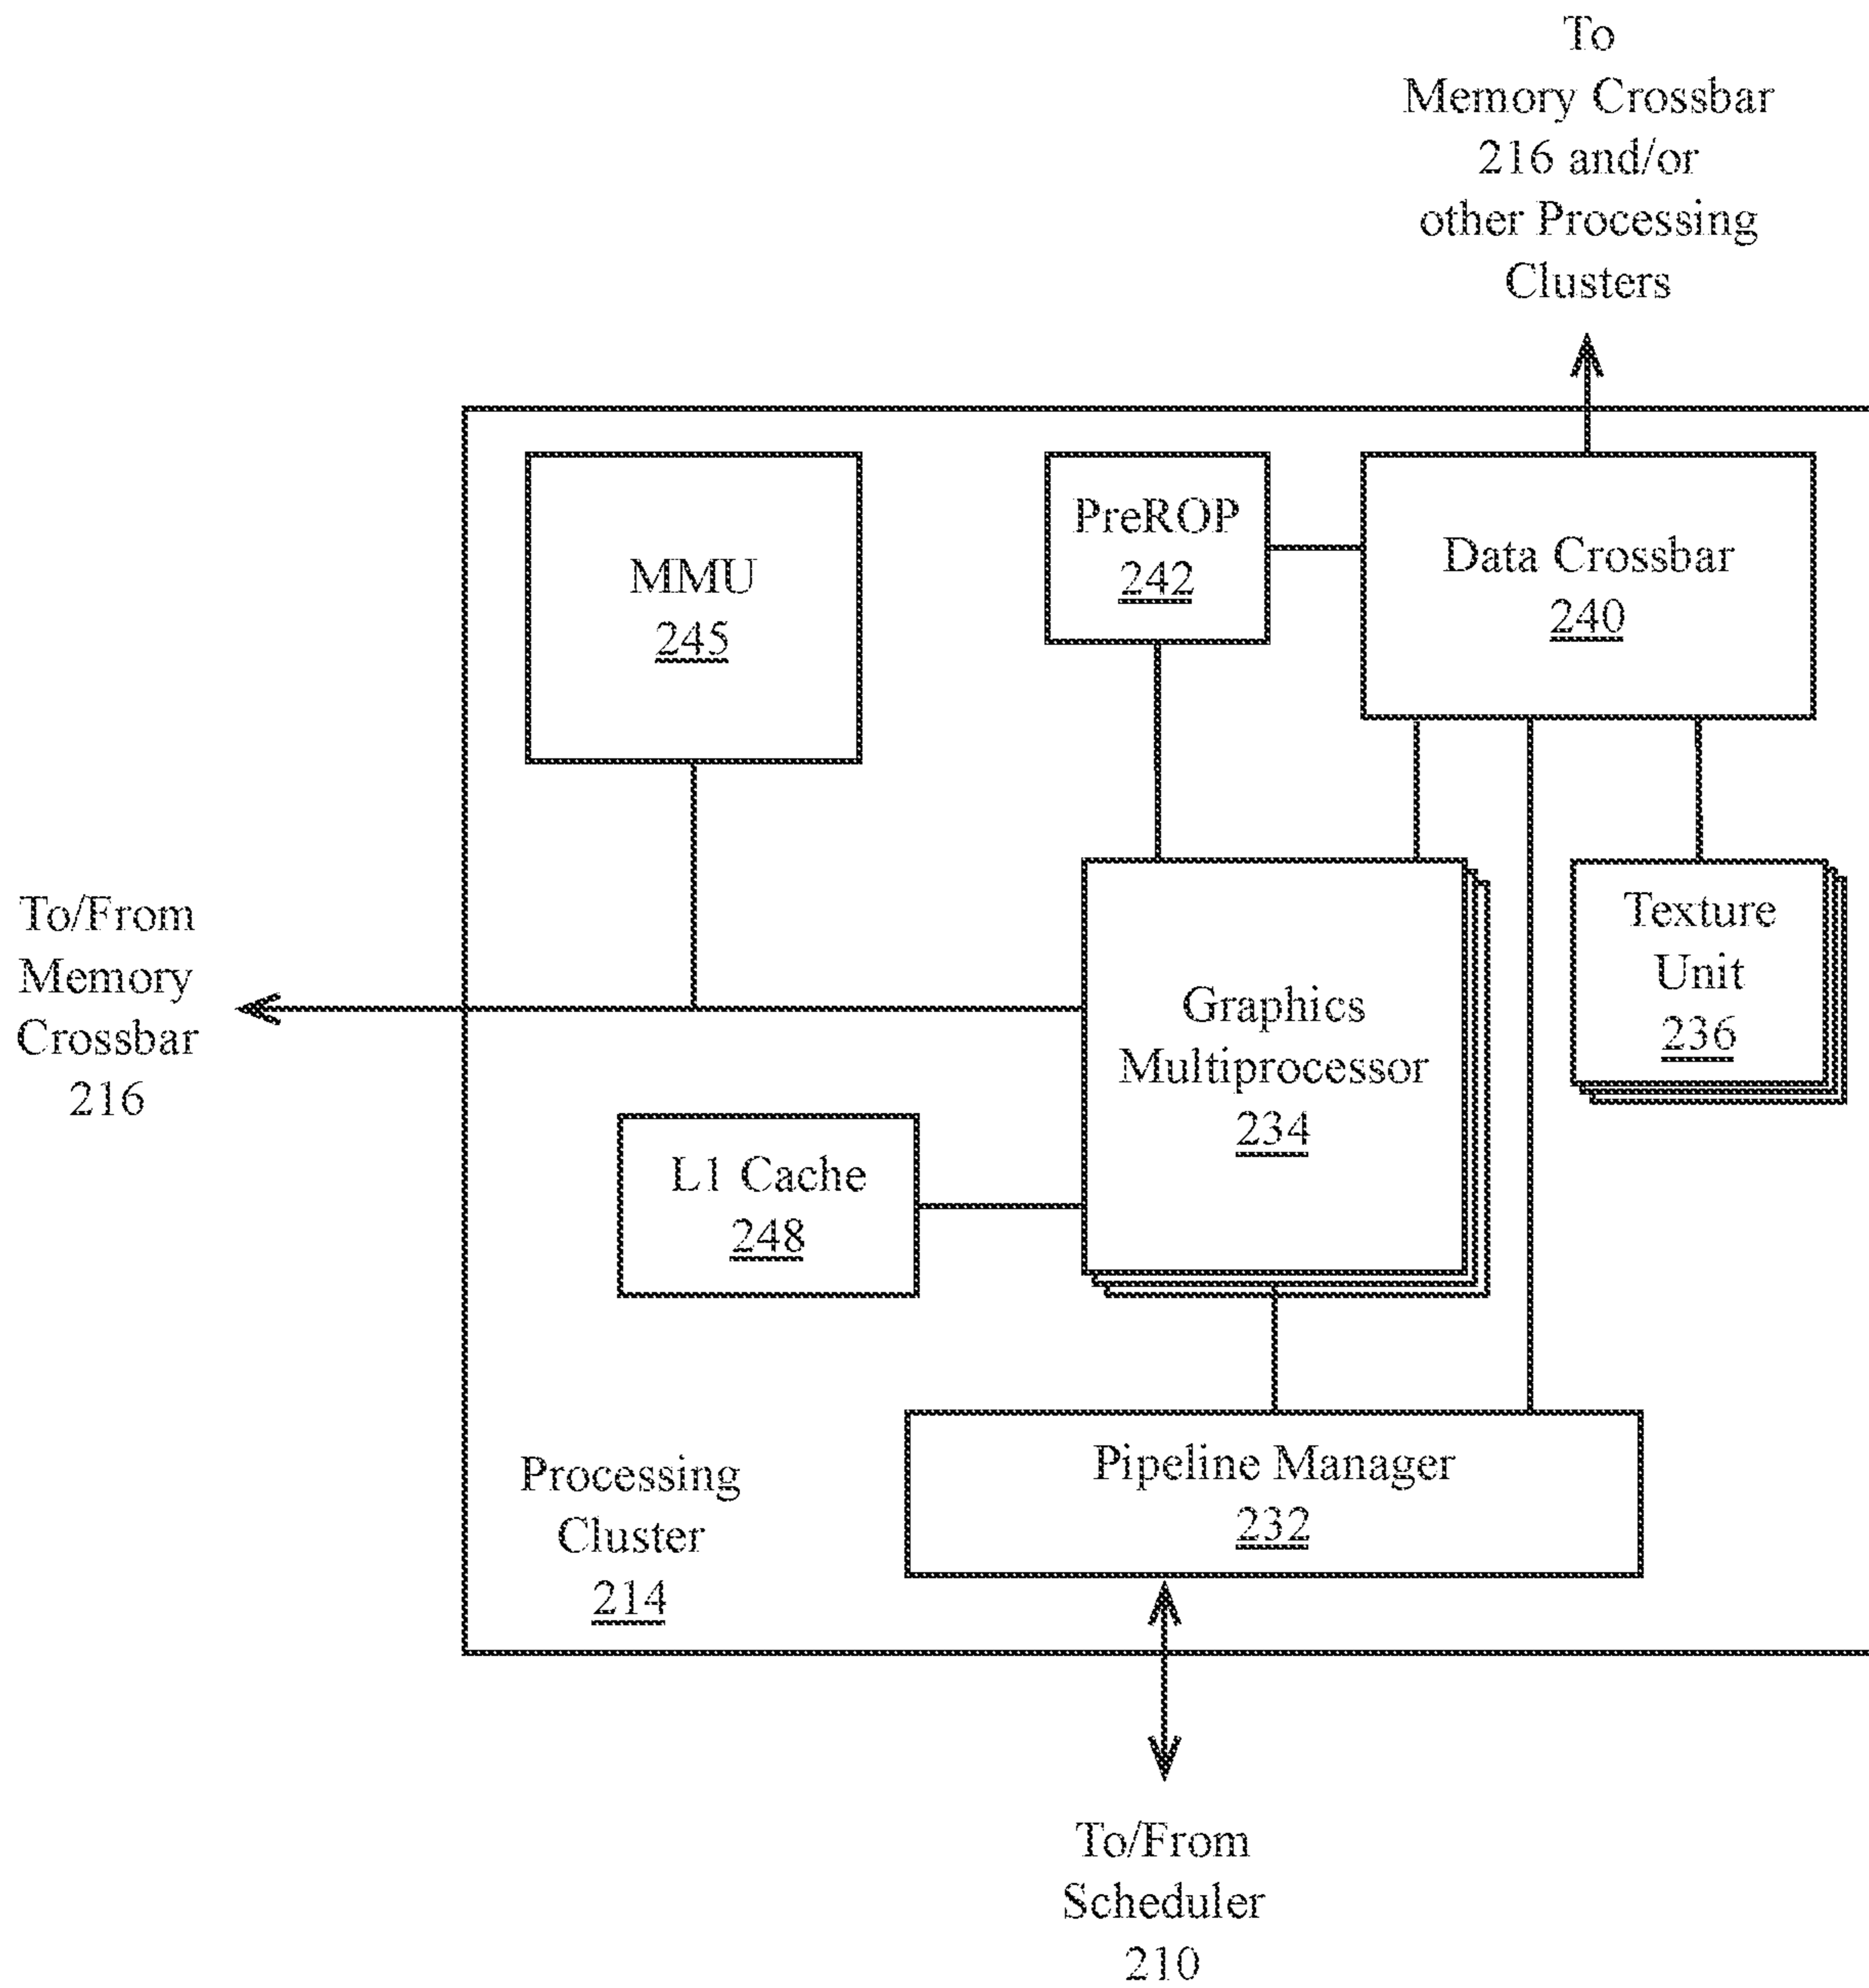 To
Memory Crossbar
216 and/or
other Processing
Clusters
MMU
245
PreROP
242
Data Crossbar
240
To/From
Memory
Crossbar
216
Graphics
Multiprocessor
234
Texture
Unit
236
L1 Cache
248
Processing
Cluster
214
Pipeline Manager
232
To/From
Scheduler
210